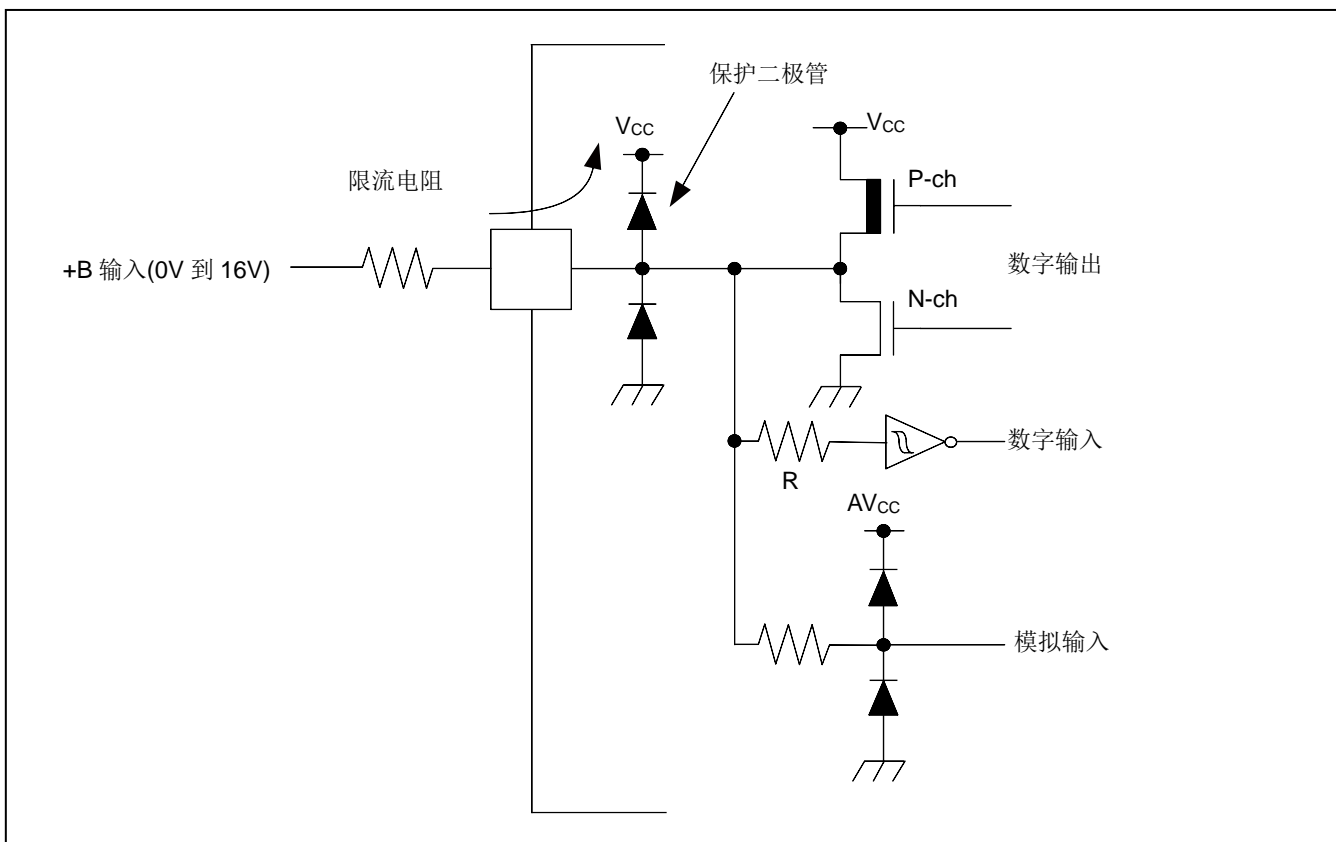 保护二极管
VCC
VCC
限流电阻
P-ch
+B 输入(0V 到 16V)
数字输出
N-ch
数字输入
R
AVCC
模拟输入